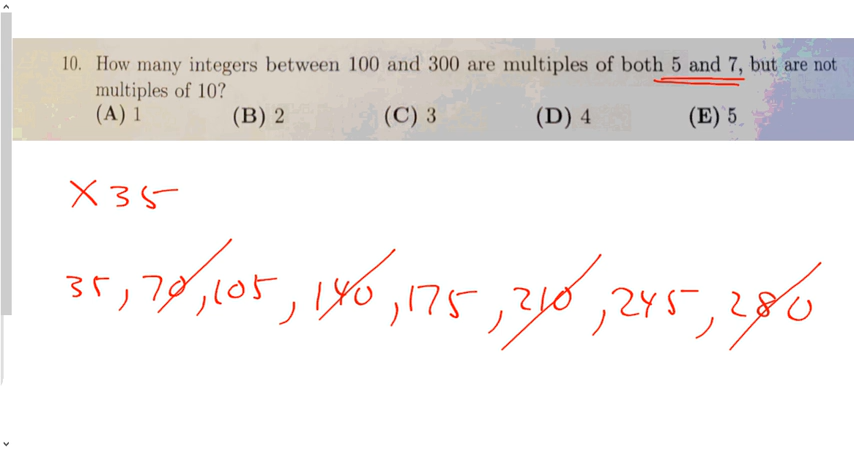 10. How many integers between 100 and 300 are multiples of both 5 and 7, but are not
multiples of 10?
(A) 1 (B) 2 (C) 3 (D) 4 (E) 5
×35
35, 70, 105, 140, 175, 210, 245, 280